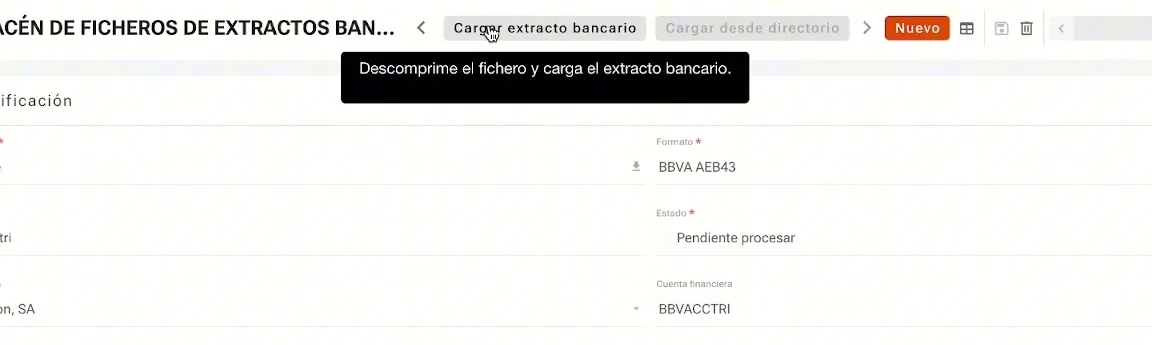 ACÉN DE FICHEROS DE EXTRACTOS BAN... Cargar extracto bancario Cargar desde directorio Nuevo
Descomprime el fichero y carga el extracto bancario.
ificación
Formato *
BBVA AEB43
Estado *
tri Pendiente procesar
Cuenta financiera
on, SA BBVACCTRI